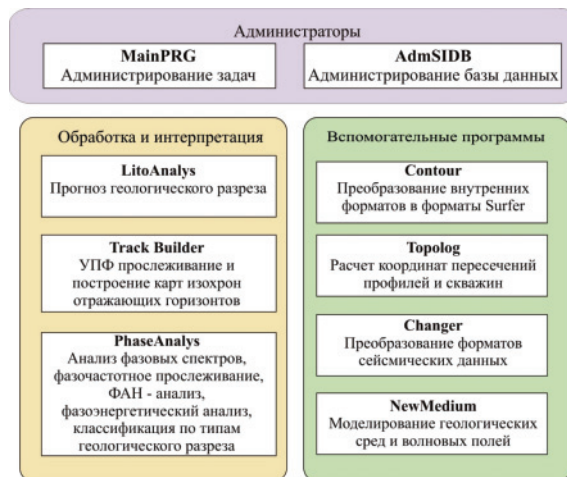 Администраторы
MainPRG
Администрирование задач
AdmSIDB
Администрирование базы данных
Обработка и интерпретация
LitoAnalys
Прогноз геологического разреза
Track Builder
УПФ прослеживание и
построение карт изохрон
отражающих горизонтов
PhaseAnalys
Анализ фазовых спектров,
фазочастотное прослеживание,
ФАН - анализ,
фазоэнергетический анализ,
классификация по типам
геологического разреза
Вспомогательные программы
Contour
Преобразование внутренних
форматов в форматы Surfer
Topolog
Расчет координат пересечений
профилей и скважин
Changer
Преобразование форматов
сейсмических данных
NewMedium
Моделирование геологических
сред и волновых полей